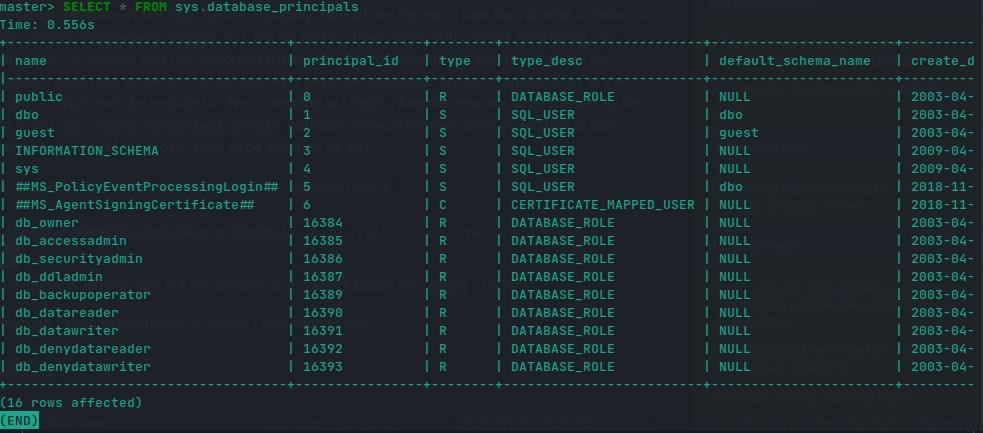 master> SELECT * FROM sys.database_principals
Time: 0.556s
| name | principal_id | type | type_desc | default_schema_name | create_d
| public | 0 | R | DATABASE_ROLE | NULL | 2003-04-
| dbo | 1 | S | SQL_USER | dbo | 2003-04-
| guest | 2 | S | SQL_USER | guest | 2003-04-
| INFORMATION_SCHEMA | 3 | S | SQL_USER | NULL | 2009-04-
| sys | 4 | S | SQL_USER | NULL | 2009-04-
| ##MS_PolicyEventProcessingLogin## | 5 | S | SQL_USER | dbo | 2018-11-
| ##MS_AgentSigningCertificate## | 6 | C | CERTIFICATE_MAPPED_USER | NULL | 2018-11-
| db_owner | 16384 | R | DATABASE_ROLE | NULL | 2003-04-
| db_accessadmin | 16385 | R | DATABASE_ROLE | NULL | 2003-04-
| db_securityadmin | 16386 | R | DATABASE_ROLE | NULL | 2003-04-
| db_ddladmin | 16387 | R | DATABASE_ROLE | NULL | 2003-04-
| db_backupoperator | 16389 | R | DATABASE_ROLE | NULL | 2003-04-
| db_datareader | 16390 | R | DATABASE_ROLE | NULL | 2003-04-
| db_datawriter | 16391 | R | DATABASE_ROLE | NULL | 2003-04-
| db_denydatareader | 16392 | R | DATABASE_ROLE | NULL | 2003-04-
| db_denydatawriter | 16393 | R | DATABASE_ROLE | NULL | 2003-04-
(16 rows affected)
(END)